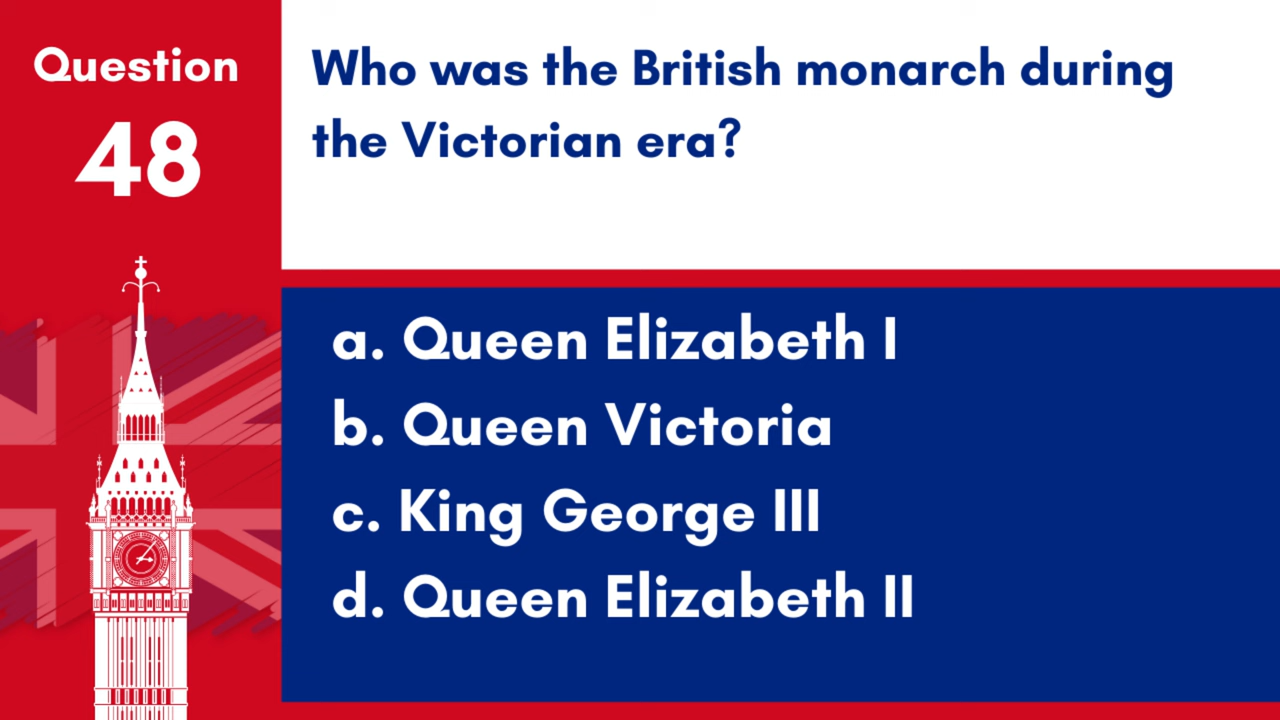 Question
48
Who was the British monarch during
the Victorian era?
a. Queen Elizabeth I
b. Queen Victoria
c. King George III
d. Queen Elizabeth II